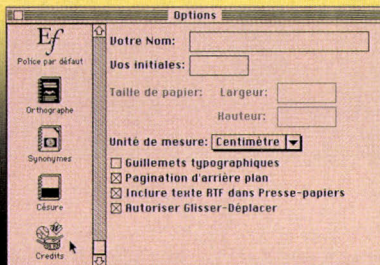 Options
Ef
Police par défaut
Orthographe
Synonymes
Césure
Credits
Votre Nom:
Vos initiales:
Taille de papier: Largeur:
Hauteur:
Unité de mesure: Centimètre
Guillemets typographiques
Pagination d'arrière plan
Inclure texte RTF dans Presse-papiers
Autoriser Glisser-Déplacer